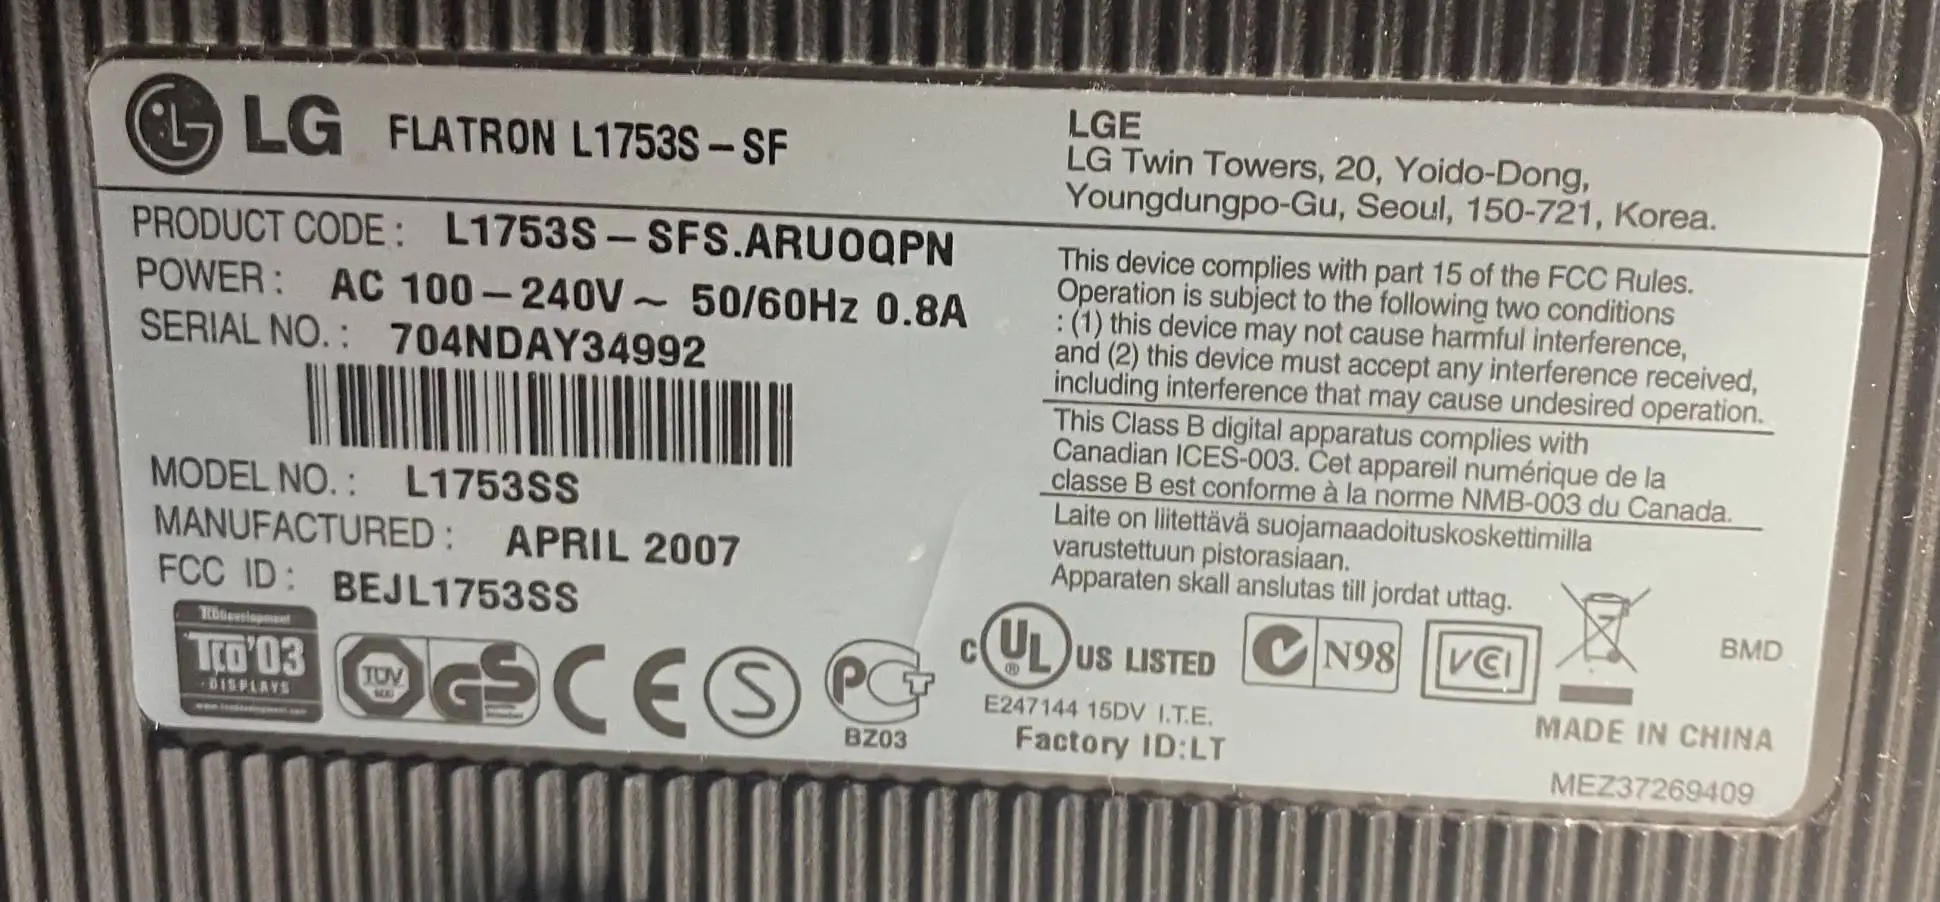 LG FLATRON L1753S-SF
LGE
LG Twin Towers, 20, Yoido-Dong,
Youngdungpo-Gu, Seoul, 150-721, Korea.
PRODUCT CODE : L1753S-SFS.ARUOQPN
POWER : AC 100-240V~ 50/60Hz 0.8A
SERIAL NO. : 704NDAY34992
MODEL NO. : L1753SS
MANUFACTURED : APRIL 2007
FCC ID : BEJL1753SS
This device complies with part 15 of the FCC Rules.
Operation is subject to the following two conditions
: (1) this device may not cause harmful interference,
and (2) this device must accept any interference received,
including interference that may cause undesired operation.
This Class B digital apparatus complies with
Canadian ICES-003. Cet appareil numérique de la
classe B est conforme à la norme NMB-003 du Canada.
Laite on liitettävä suojamaadoituskoskettimilla
varustettuun pistorasiaan.
Apparaten skall anslutas till jordat uttag.
TCO Development
TCO'03
DISPLAYS
TÜV
GS
CE
S
PCT
BZ03
C UL® US LISTED
E247144 15DV I.T.E.
Factory ID:LT
N98
VCCI
BMD
MADE IN CHINA
MEZ37269409